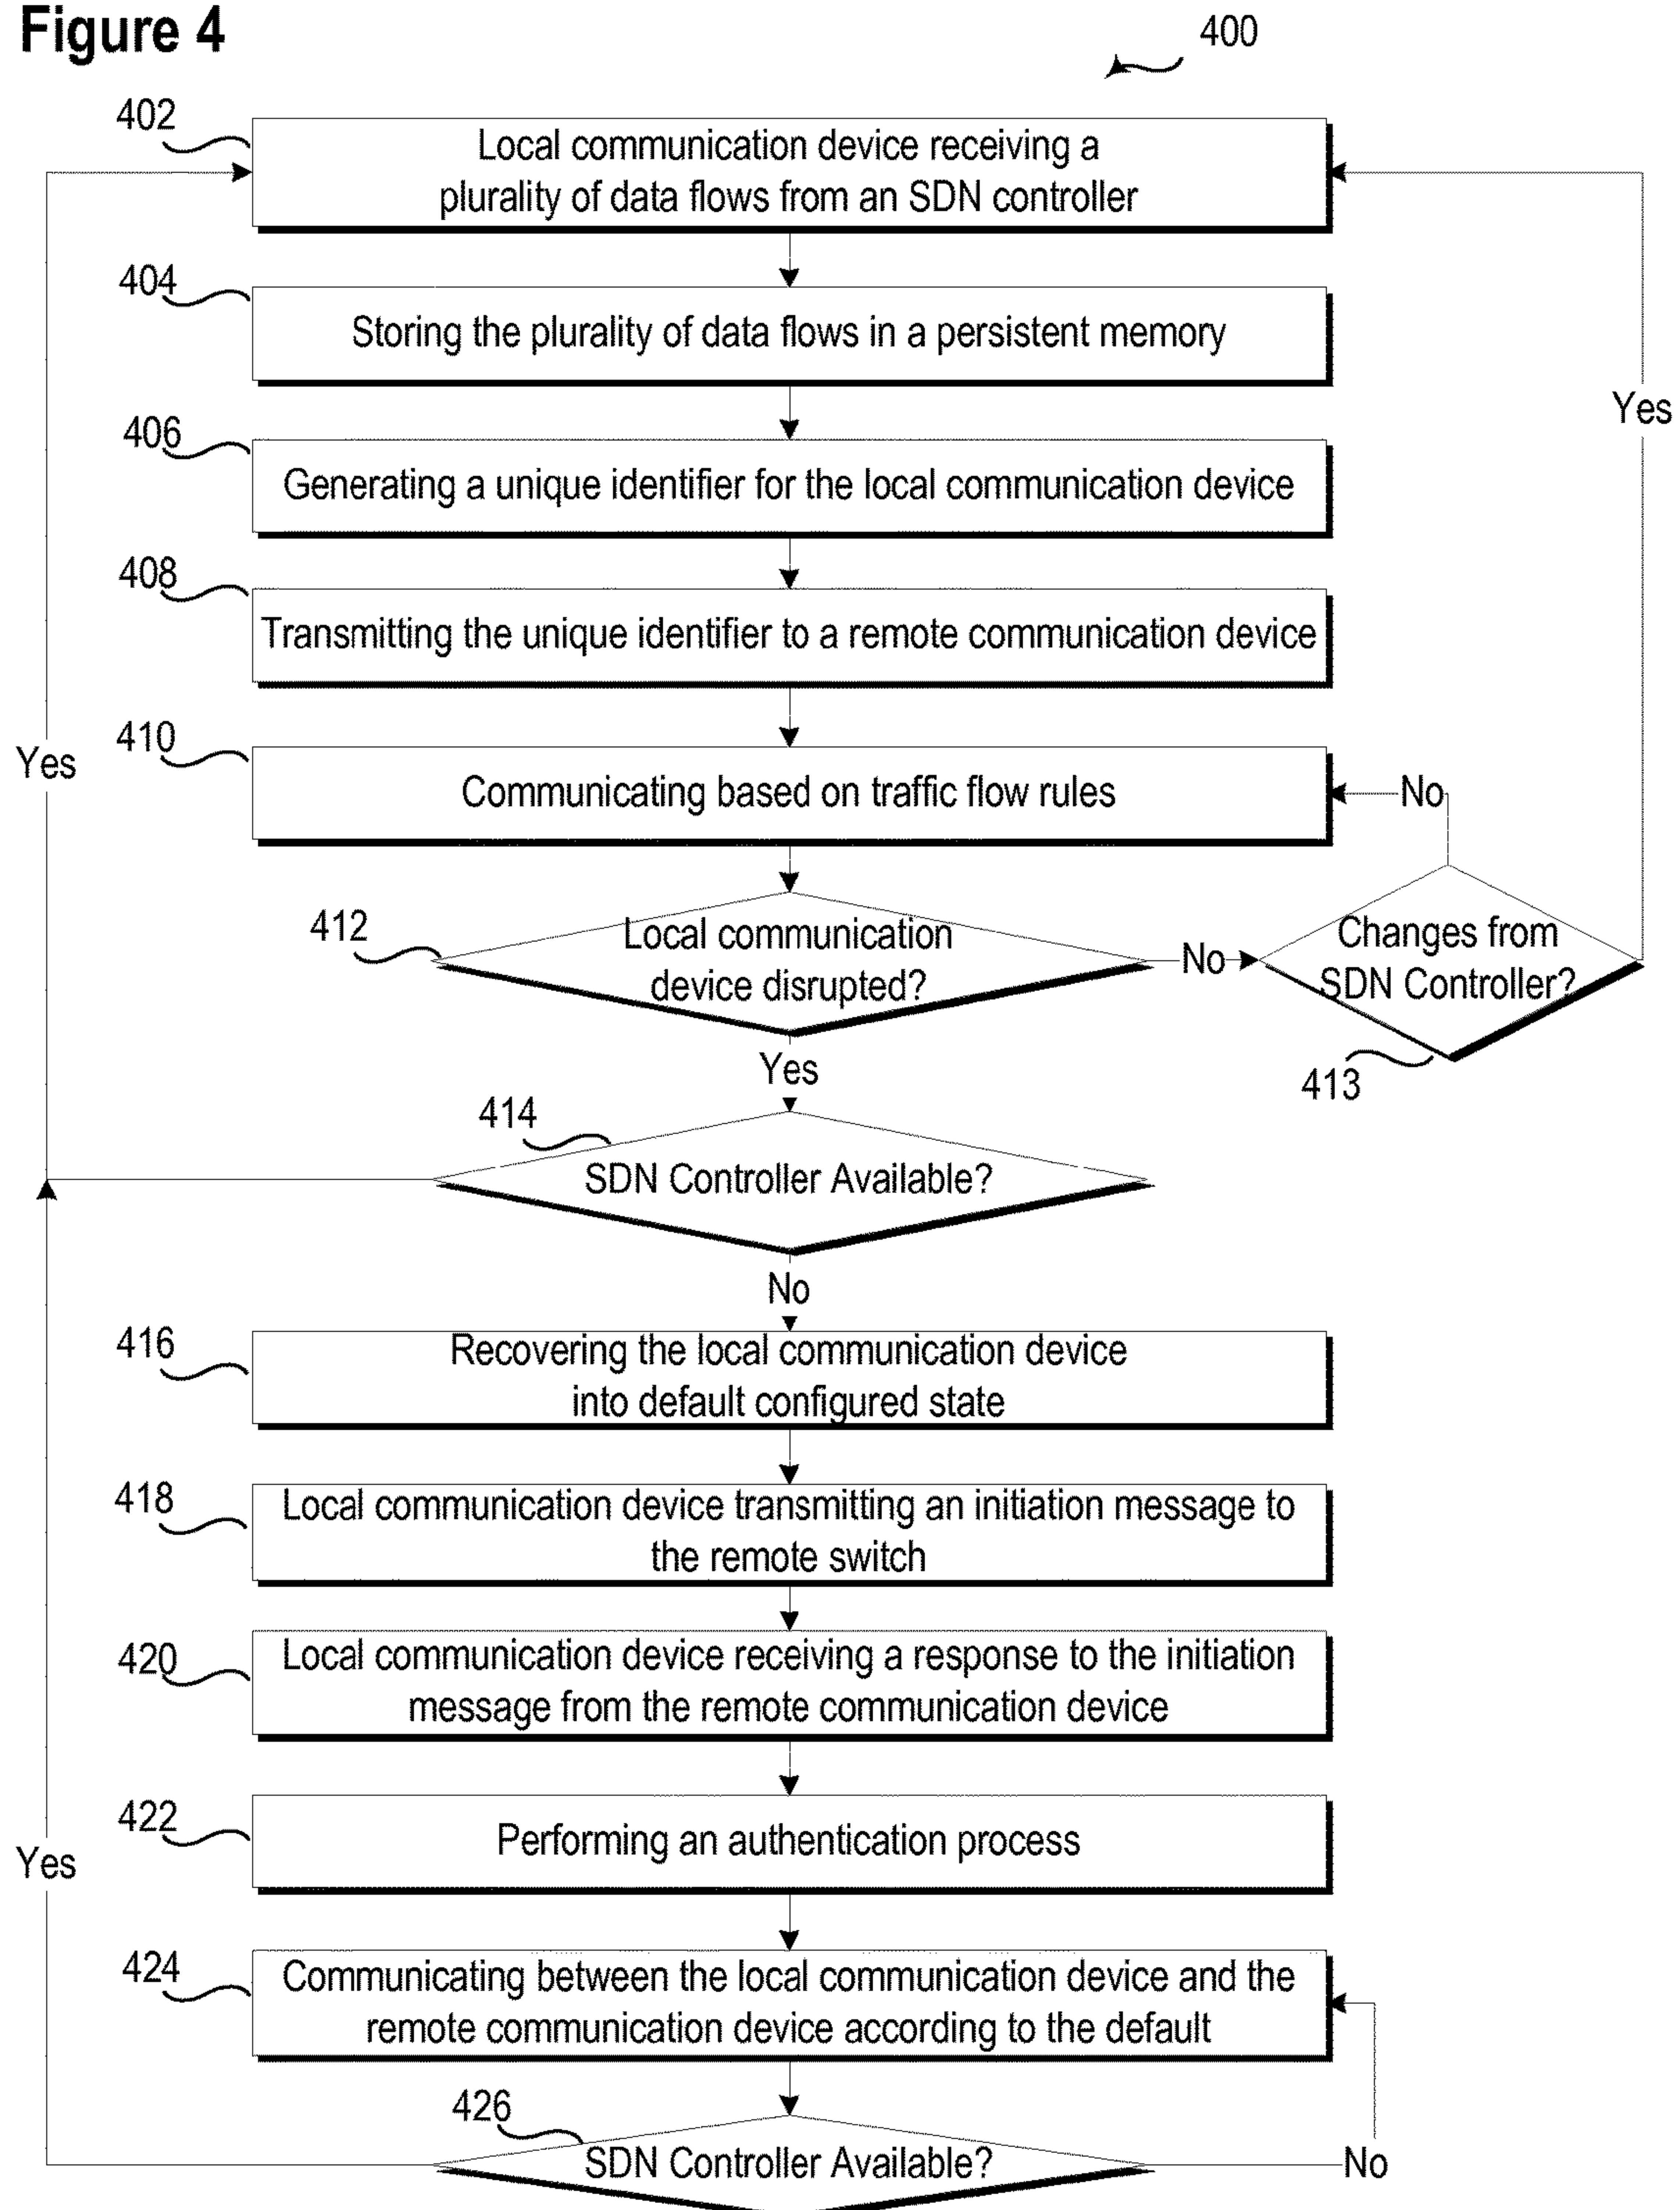 Figure 4
400
402
Local communication device receiving a
plurality of data flows from an SDN controller
404
Storing the plurality of data flows in a persistent memory
Yes
406
Generating a unique identifier for the local communication device
408
Transmitting the unique identifier to a remote communication device
Yes
410
Communicating based on traffic flow rules
No
412
Local communication
device disrupted?
No
Changes from
SDN Controller?
413
Yes
414
SDN Controller Available?
No
416
Recovering the local communication device
into default configured state
418
Local communication device transmitting an initiation message to
the remote switch
420
Local communication device receiving a response to the initiation
message from the remote communication device
422
Performing an authentication process
Yes
424
Communicating between the local communication device and the
remote communication device according to the default
426
SDN Controller Available?
No